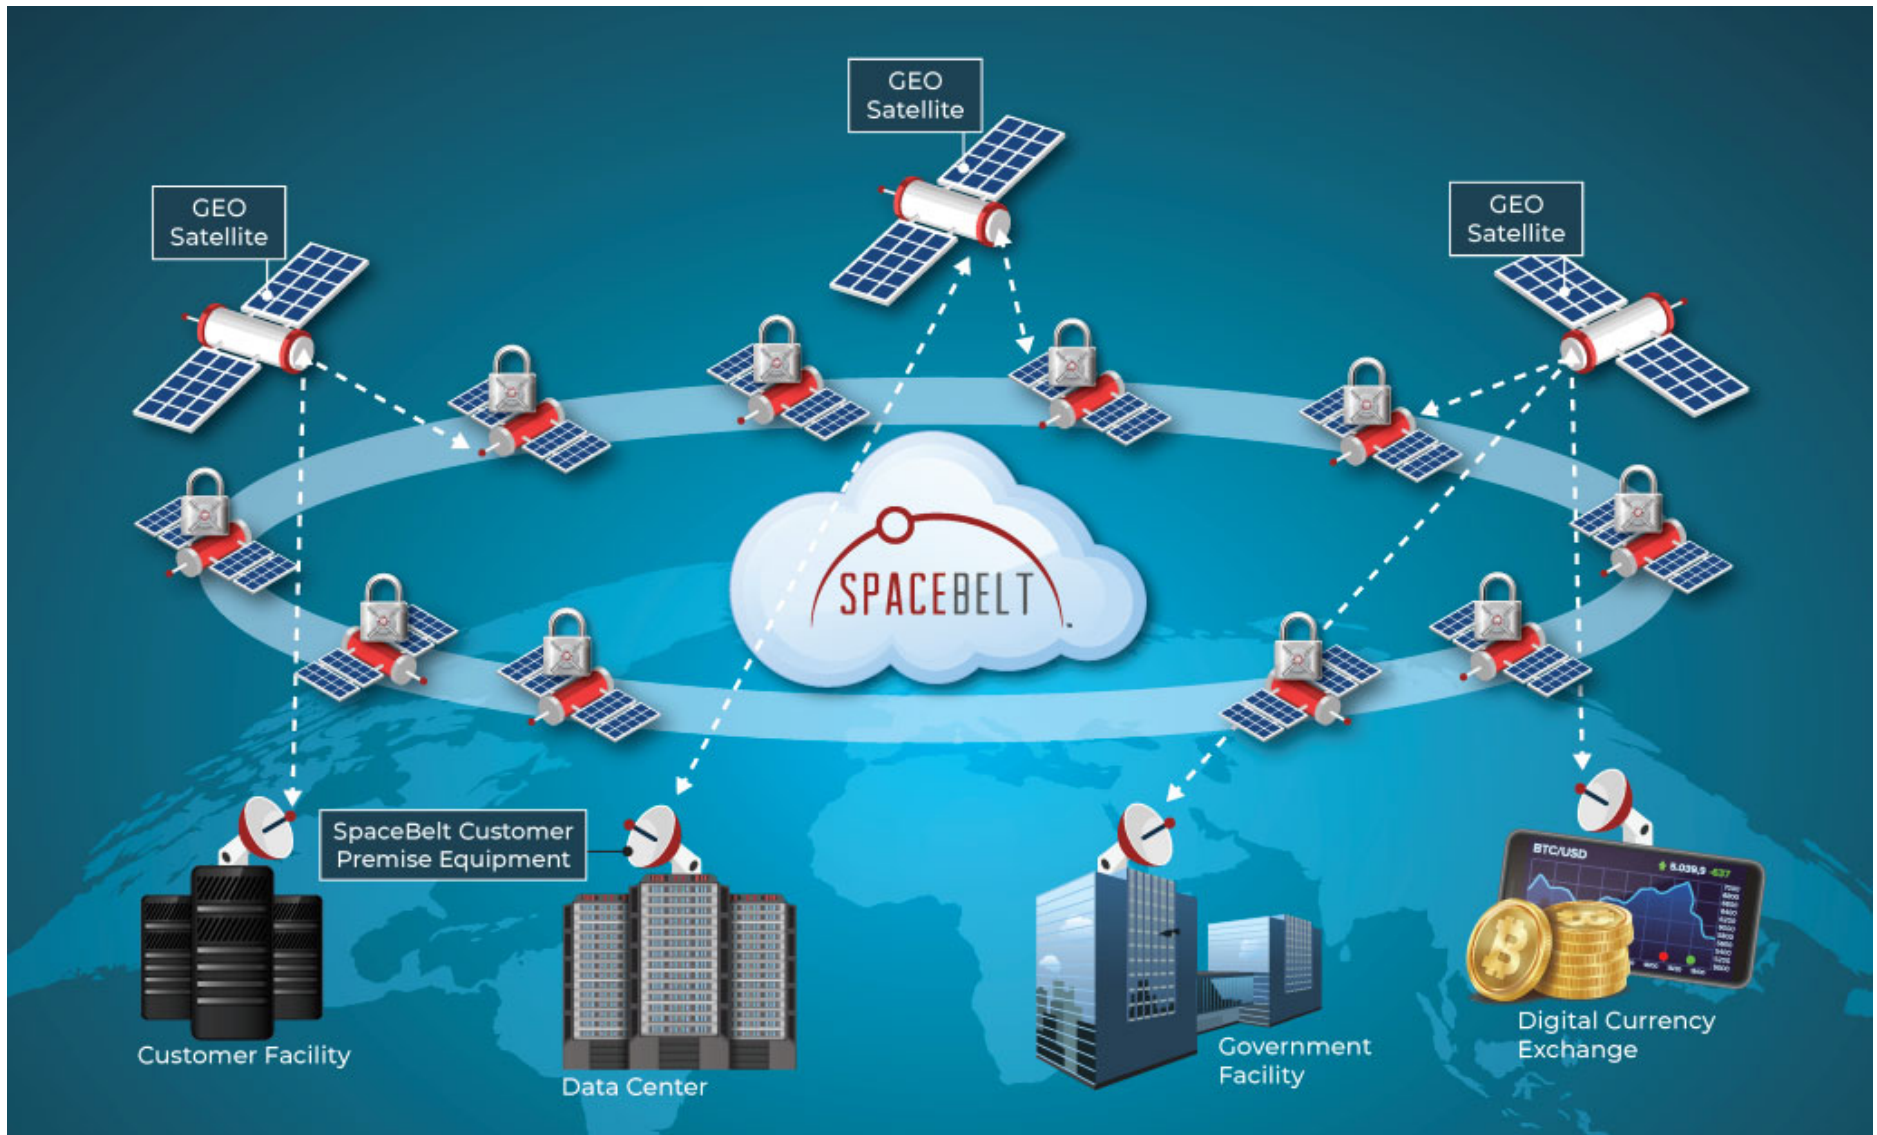 GEO
Satellite
GEO
Satellite
GEO
Satellite
SPACEBELT
SpaceBelt Customer
Premise Equipment
BTC/USD
Customer Facility
Data Center
Government
Facility
Digital Currency
Exchange